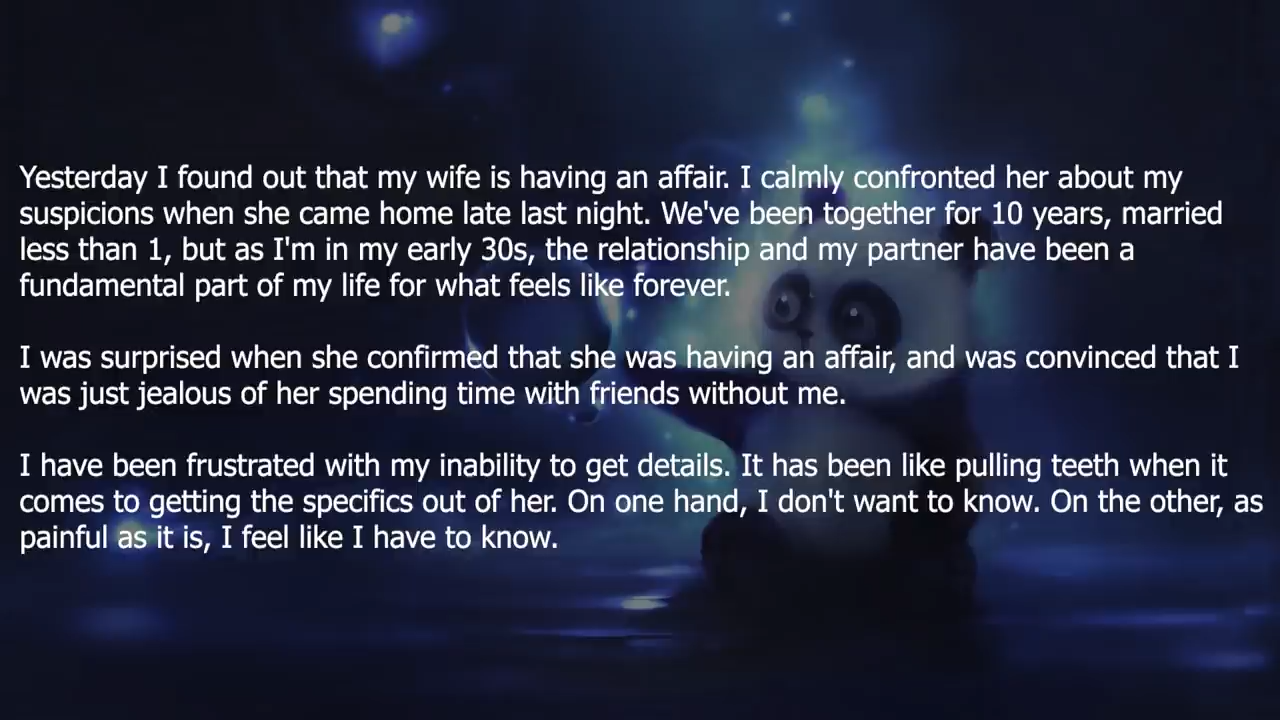 Yesterday I found out that my wife is having an affair. I calmly confronted her about my
suspicions when she came home late last night. We've been together for 10 years, married
less than 1, but as I'm in my early 30s, the relationship and my partner have been a
fundamental part of my life for what feels like forever.
I was surprised when she confirmed that she was having an affair, and was convinced that I
was just jealous of her spending time with friends without me.
I have been frustrated with my inability to get details. It has been like pulling teeth when it
comes to getting the specifics out of her. On one hand, I don't want to know. On the other, as
painful as it is, I feel like I have to know.